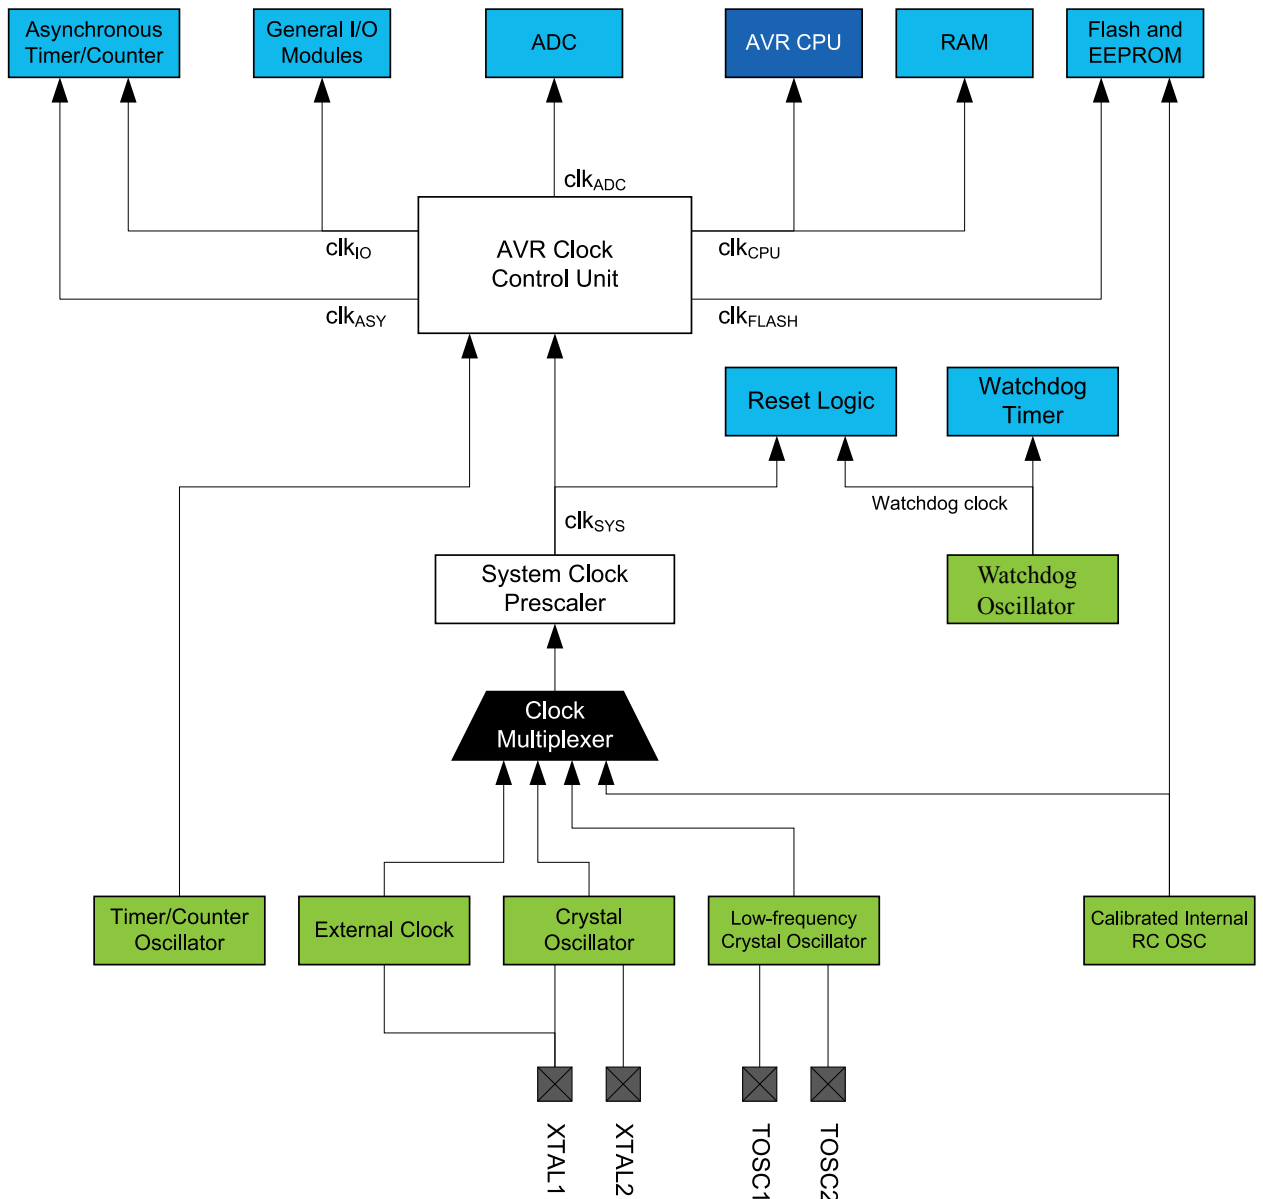 Asynchronous
Timer/Counter
General I/O
Modules
ADC
AVR CPU
RAM
Flash and
EEPROM
clkADC
clkIO
AVR Clock
Control Unit
clkCPU
clkASY
clkFLASH
Reset Logic
Watchdog
Timer
Watchdog clock
clkSYS
System Clock
Prescaler
Watchdog
Oscillator
Clock
Multiplexer
Timer/Counter
Oscillator
External Clock
Crystal
Oscillator
Low-frequency
Crystal Oscillator
Calibrated Internal
RC OSC
XTAL1
XTAL2
TOSC1
TOSC2